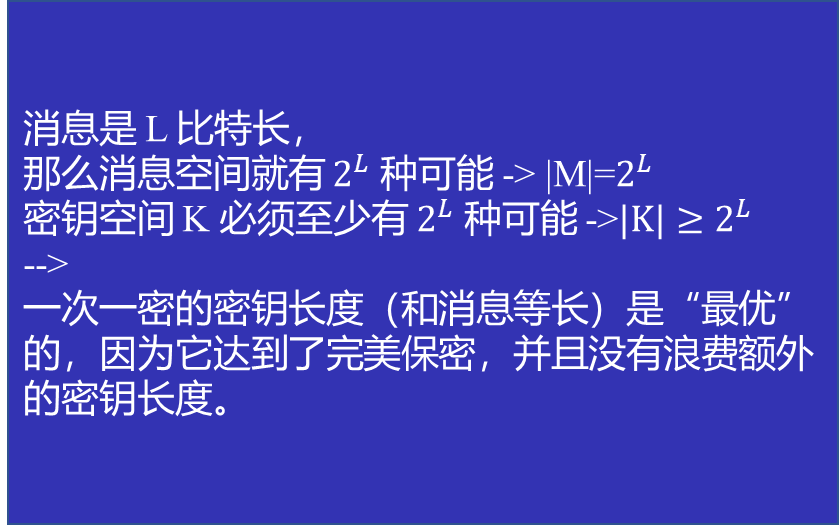 消息是 L 比特长，
那么消息空间就有 2^L 种可能 -> |M|=2^L
密钥空间 K 必须至少有 2^L 种可能 ->|K| ≥ 2^L
-->
一次一密的密钥长度（和消息等长）是“最优”
的，因为它达到了完美保密，并且没有浪费额外
的密钥长度。